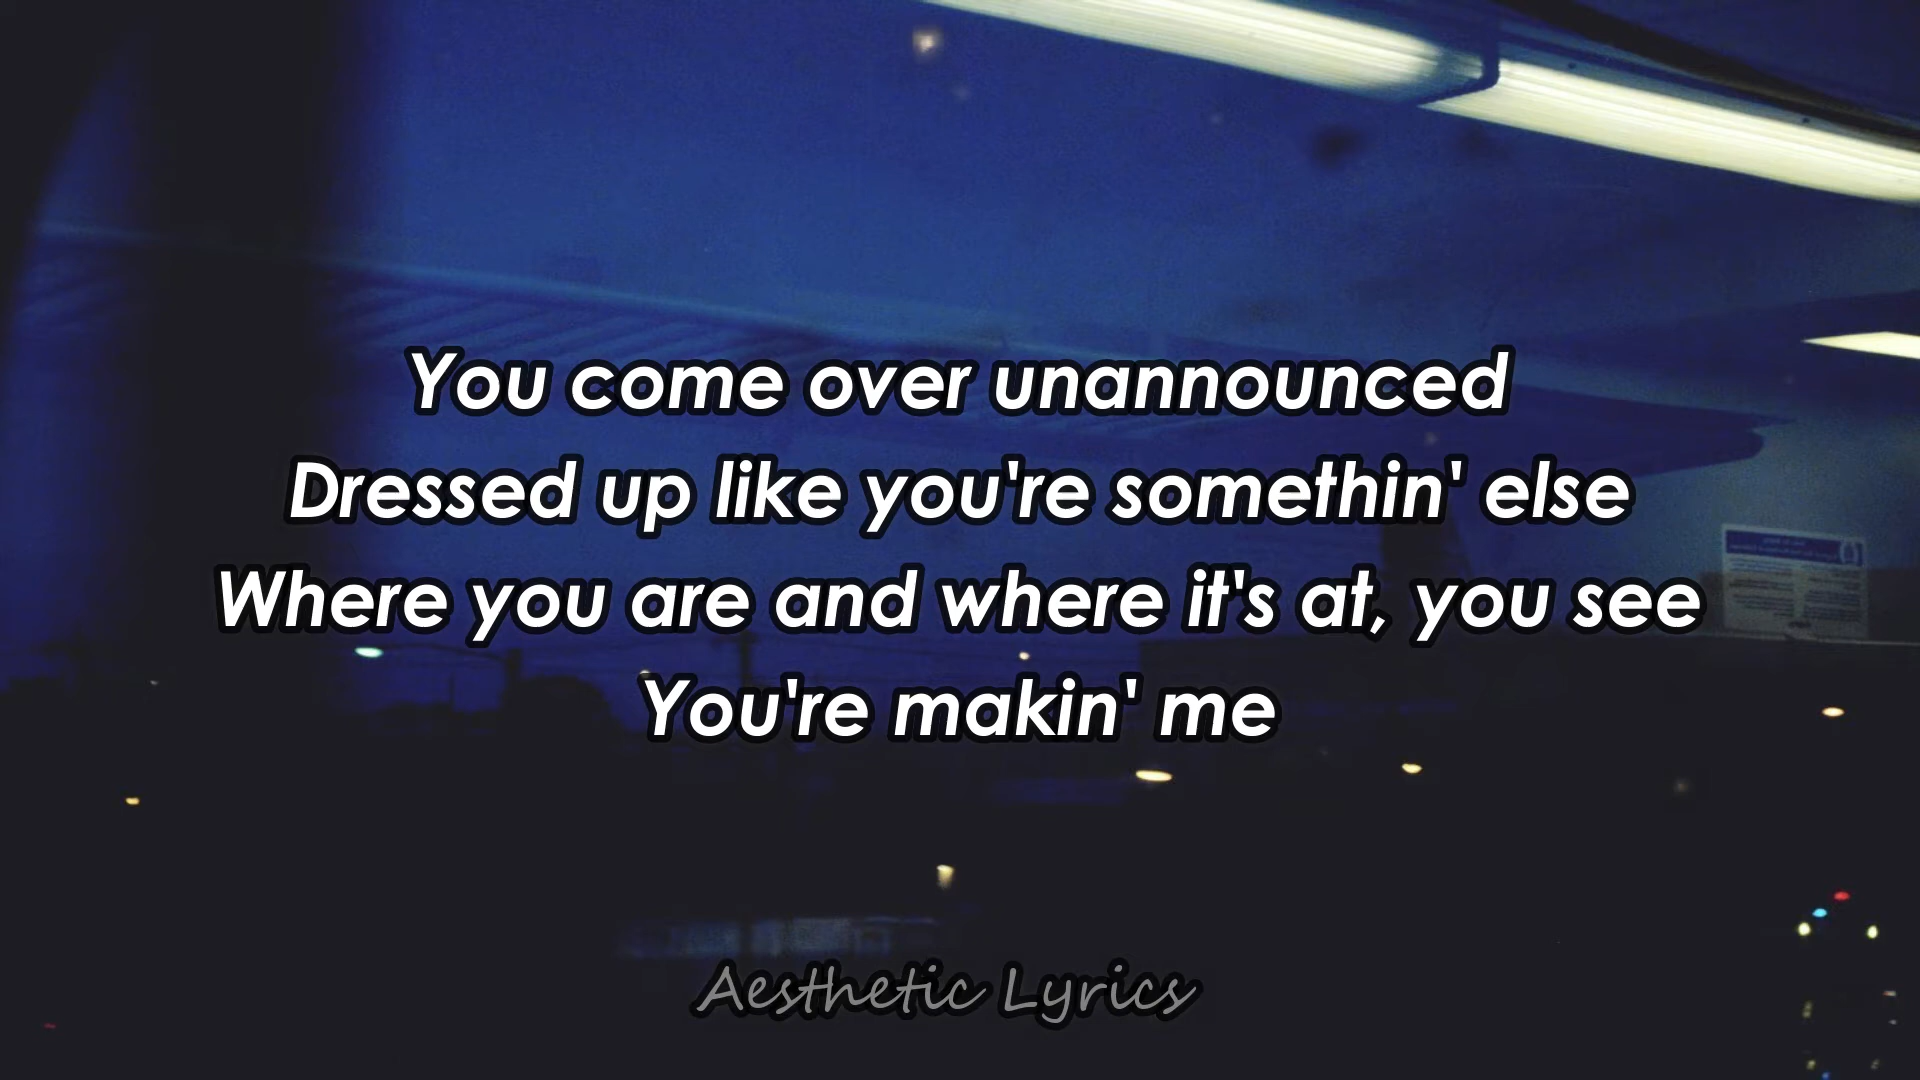 You come over unannounced
Dressed up like you're somethin' else
Where you are and where it's at, you see
You're makin' me
Aesthetic Lyrics